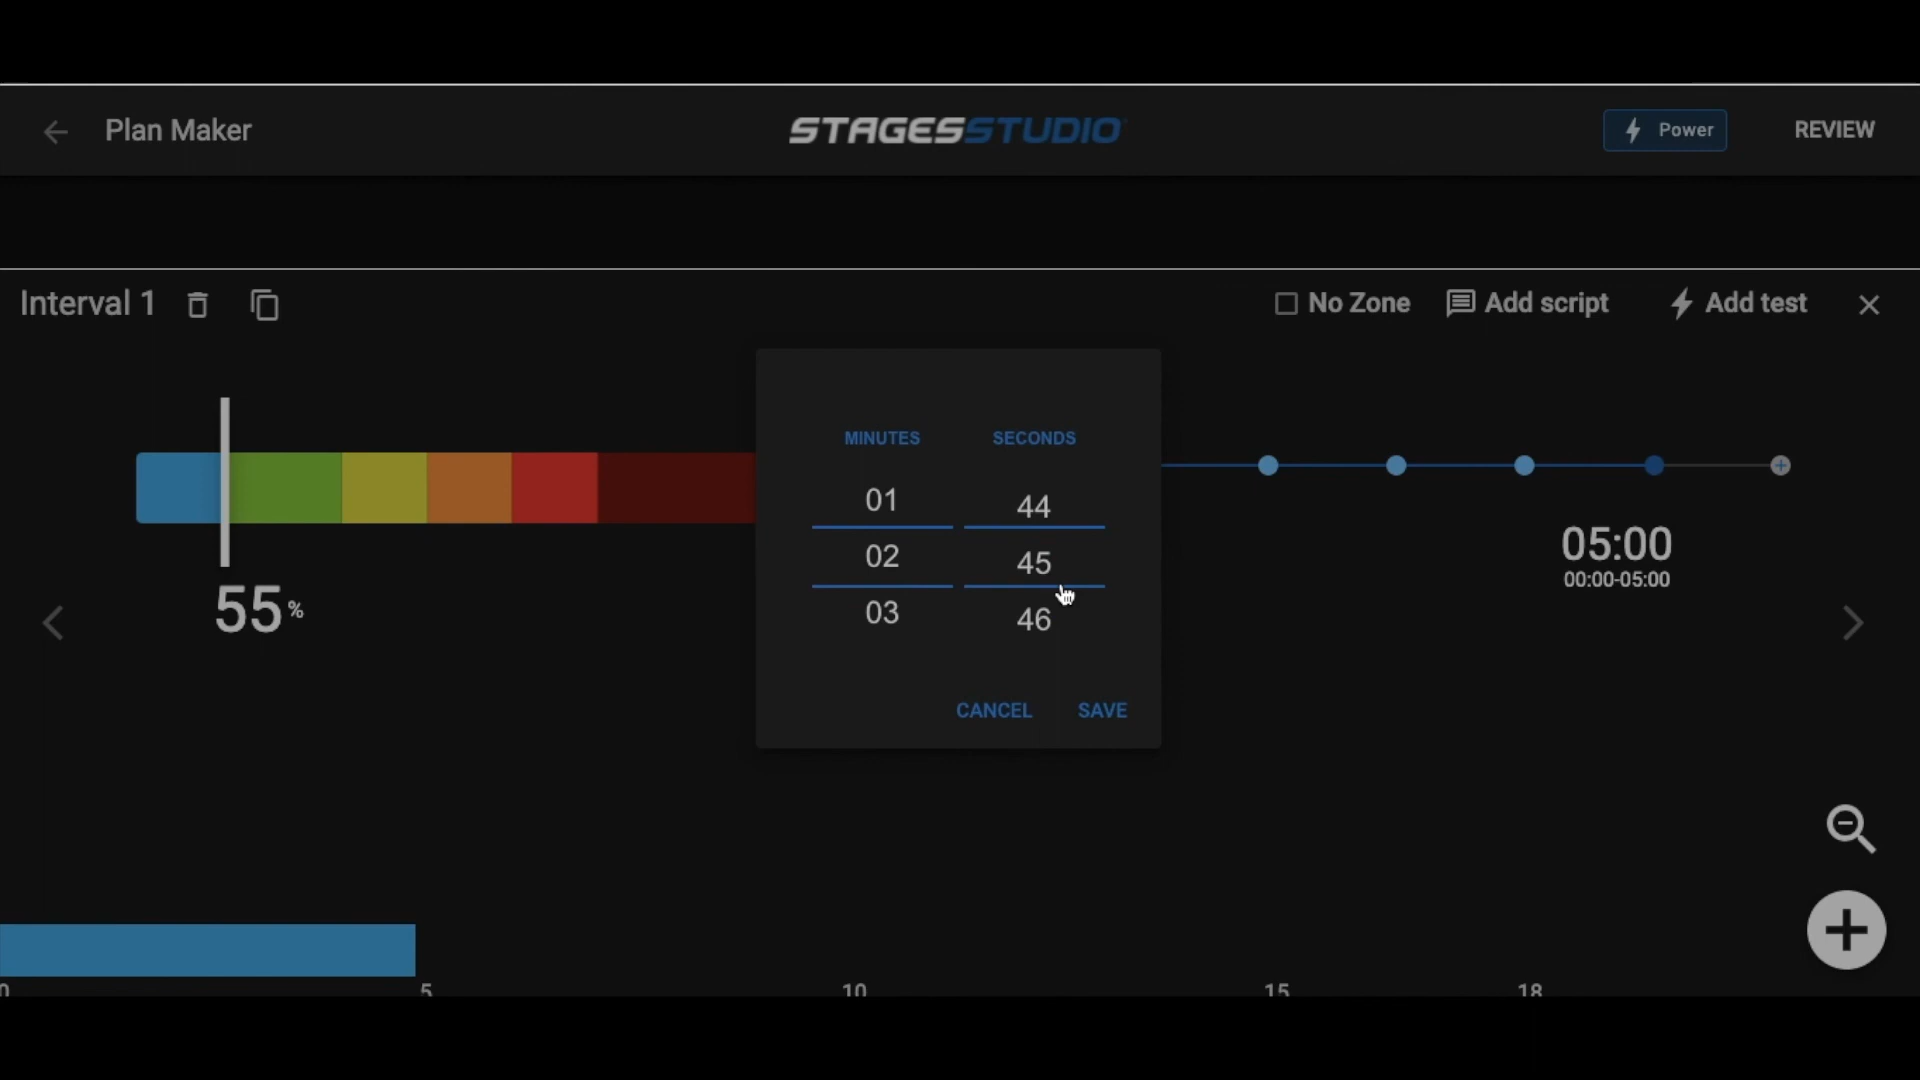 Plan Maker
STAGESSTUDIO
Power
REVIEW
Interval 1
No Zone
Add script
Add test
MINUTES
SECONDS
01
44
02
45
03
46
CANCEL
SAVE
55%
05:00
00:00-05:00
0
5
10
15
18